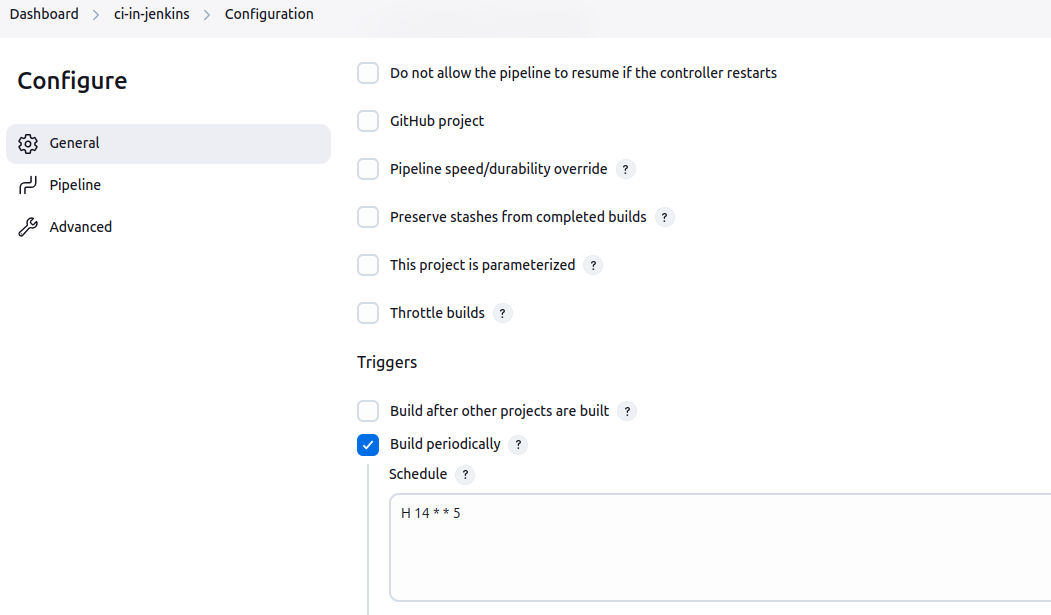 Dashboard > ci-in-jenkins > Configuration
Configure
General
Pipeline
Advanced
Do not allow the pipeline to resume if the controller restarts
GitHub project
Pipeline speed/durability override ?
Preserve stashes from completed builds ?
This project is parameterized ?
Throttle builds ?
Triggers
Build after other projects are built ?
Build periodically ?
Schedule ?
H 14 * * 5